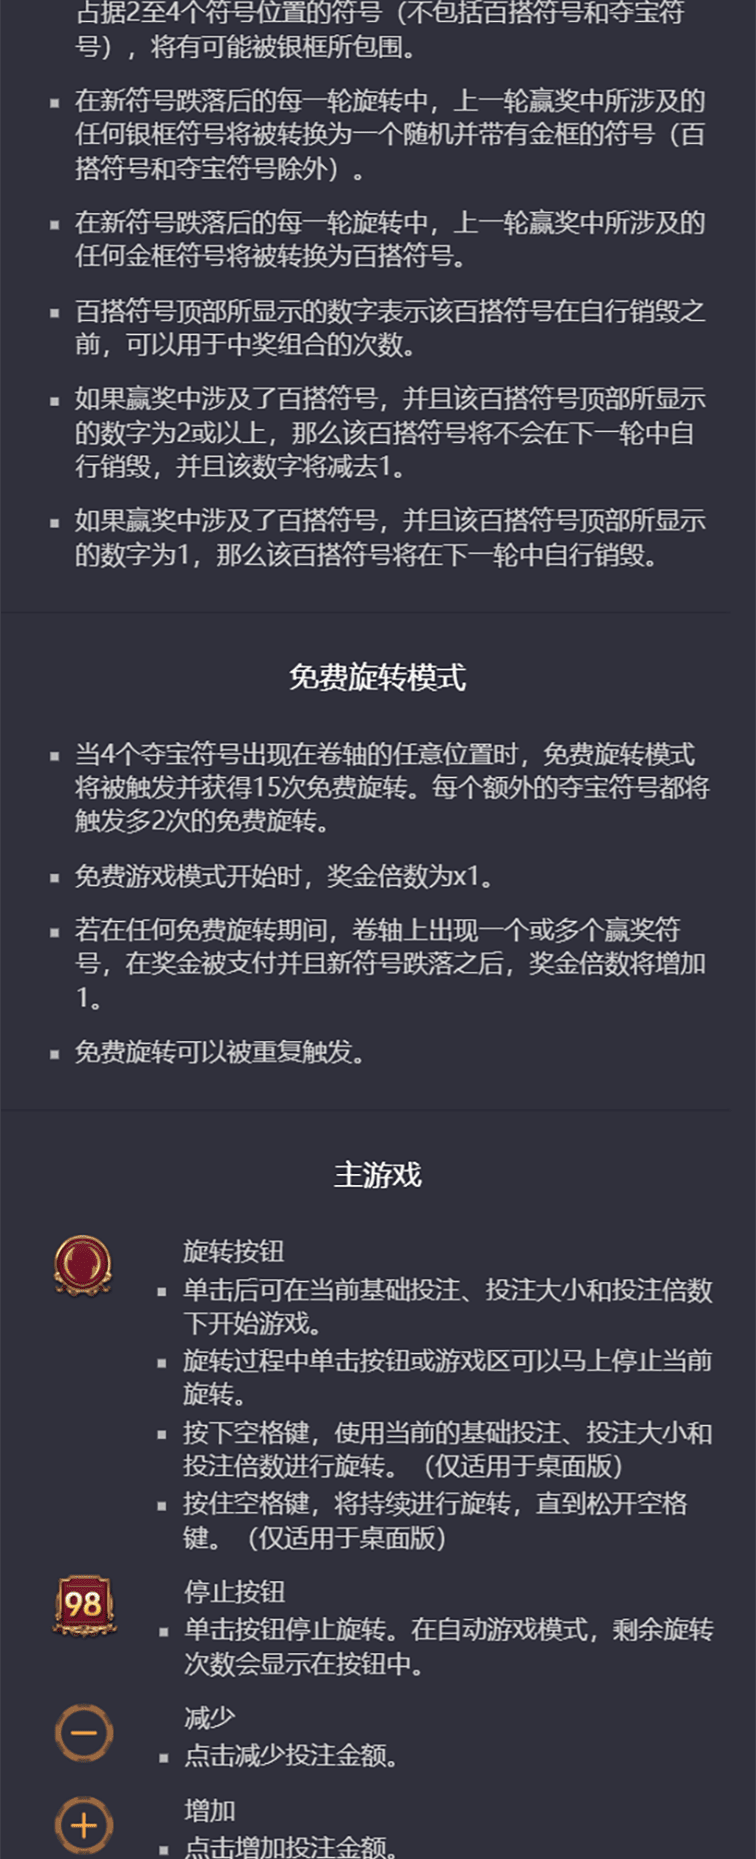 占据2至4个符号位置的符号（不包括百搭符号和夺宝符
号），将有可能被银框所包围。
在新符号跌落后的每一轮旋转中，上一轮赢奖中所涉及的
任何银框符号将被转换为一个随机并带有金框的符号（百
搭符号和夺宝符号除外）。
在新符号跌落后的每一轮旋转中，上一轮赢奖中所涉及的
任何金框符号将被转换为百搭符号。
百搭符号顶部所显示的数字表示该百搭符号在自行销毁之
前，可以用于中奖组合的次数。
如果赢奖中涉及了百搭符号，并且该百搭符号顶部所显示
的数字为2或以上，那么该百搭符号将不会在下一轮中自
行销毁，并且该数字将减去1。
如果赢奖中涉及了百搭符号，并且该百搭符号顶部所显示
的数字为1，那么该百搭符号将在下一轮中自行销毁。
免费旋转模式
当4个夺宝符号出现在卷轴的任意位置时，免费旋转模式
将被触发并获得15次免费旋转。每个额外的夺宝符号都将
触发多2次的免费旋转。
免费游戏模式开始时，奖金倍数为x1。
若在任何免费旋转期间，卷轴上出现一个或多个赢奖符
号，在奖金被支付并且新符号跌落之后，奖金倍数将增加
1。
免费旋转可以被重复触发。
主游戏
旋转按钮
单击后可在当前基础投注、投注大小和投注倍数
下开始游戏。
旋转过程中单击按钮或游戏区可以马上停止当前
旋转。
按下空格键，使用当前的基础投注、投注大小和
投注倍数进行旋转。（仅适用于桌面版）
按住空格键，将持续进行旋转，直到松开空格
键。（仅适用于桌面版）
98
停止按钮
单击按钮停止旋转。在自动游戏模式，剩余旋转
次数会显示在按钮中。
减少
点击减少投注金额。
增加
点击增加投注金额。